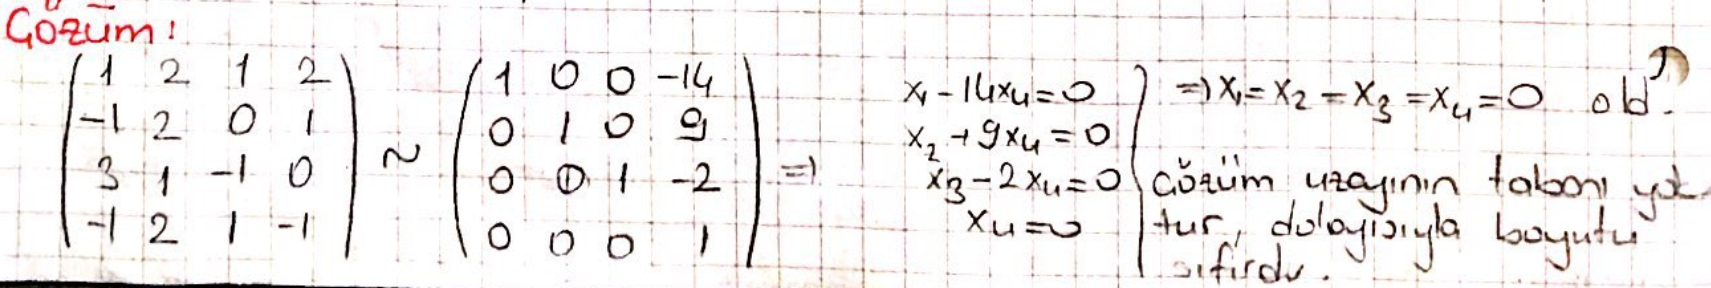 Çözüm:
1 2 1 2
-1 2 0 1
3 1 -1 0
-1 2 1 -1
~
1 0 0 -14
0 1 0 9
0 0 1 -2
0 0 0 1
=>
x₁ - 14x₄ = 0
x₂ + 9x₄ = 0
x₃ - 2x₄ = 0
x₄ = 0
=> x₁ = x₂ = x₃ = x₄ = 0 old.
Çözüm uzayının tabanı yok-
tur, dolayısıyla boyutu
sıfırdır.